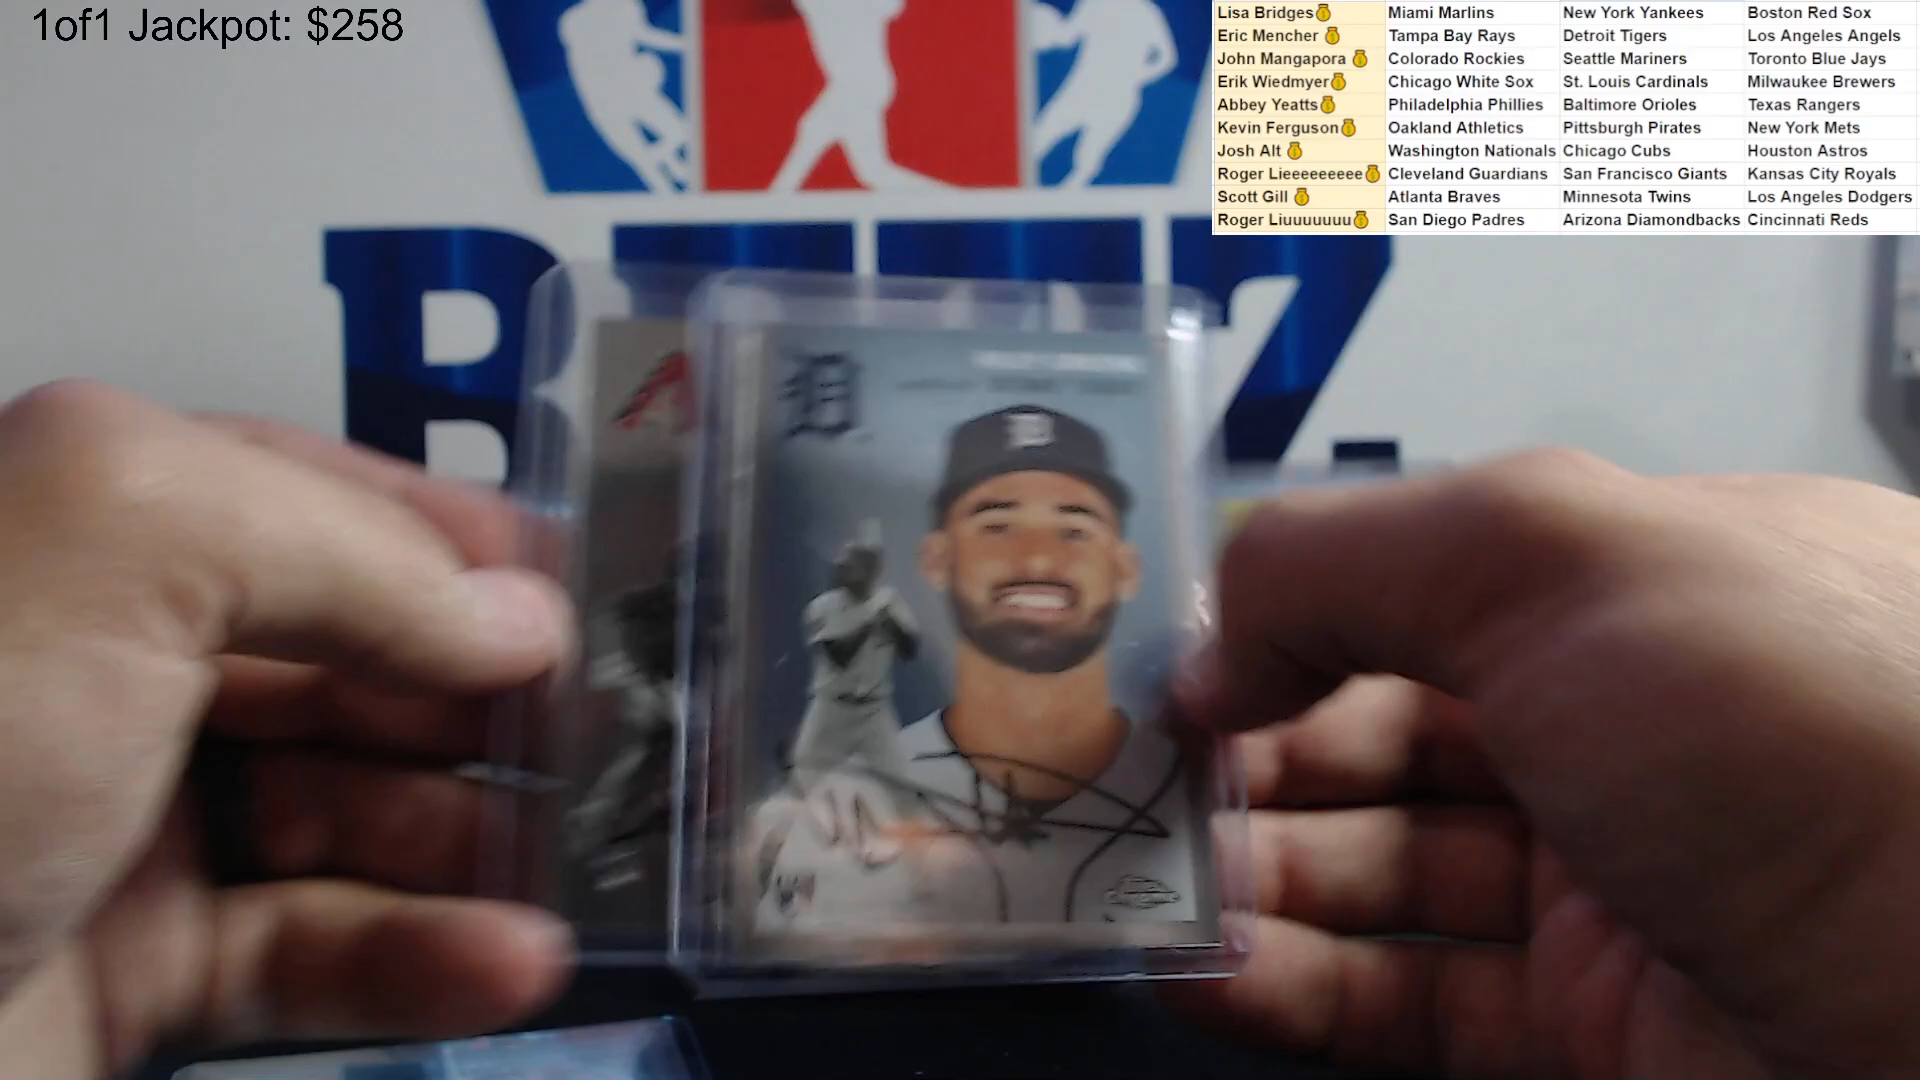 1of1 Jackpot: $258
Lisa Bridges Miami Marlins New York Yankees Boston Red Sox
Eric Mencher Tampa Bay Rays Detroit Tigers Los Angeles Angels
John Mangapora Colorado Rockies Seattle Mariners Toronto Blue Jays
Erik Wiedmyer Chicago White Sox St. Louis Cardinals Milwaukee Brewers
Abbey Yeatts Philadelphia Phillies Baltimore Orioles Texas Rangers
Kevin Ferguson Oakland Athletics Pittsburgh Pirates New York Mets
Josh Alt Washington Nationals Chicago Cubs Houston Astros
Roger Lieeeeeeeee Cleveland Guardians San Francisco Giants Kansas City Royals
Scott Gill Atlanta Braves Minnesota Twins Los Angeles Dodgers
Roger Liuuuuuuu San Diego Padres Arizona Diamondbacks Cincinnati Reds
D
D
A